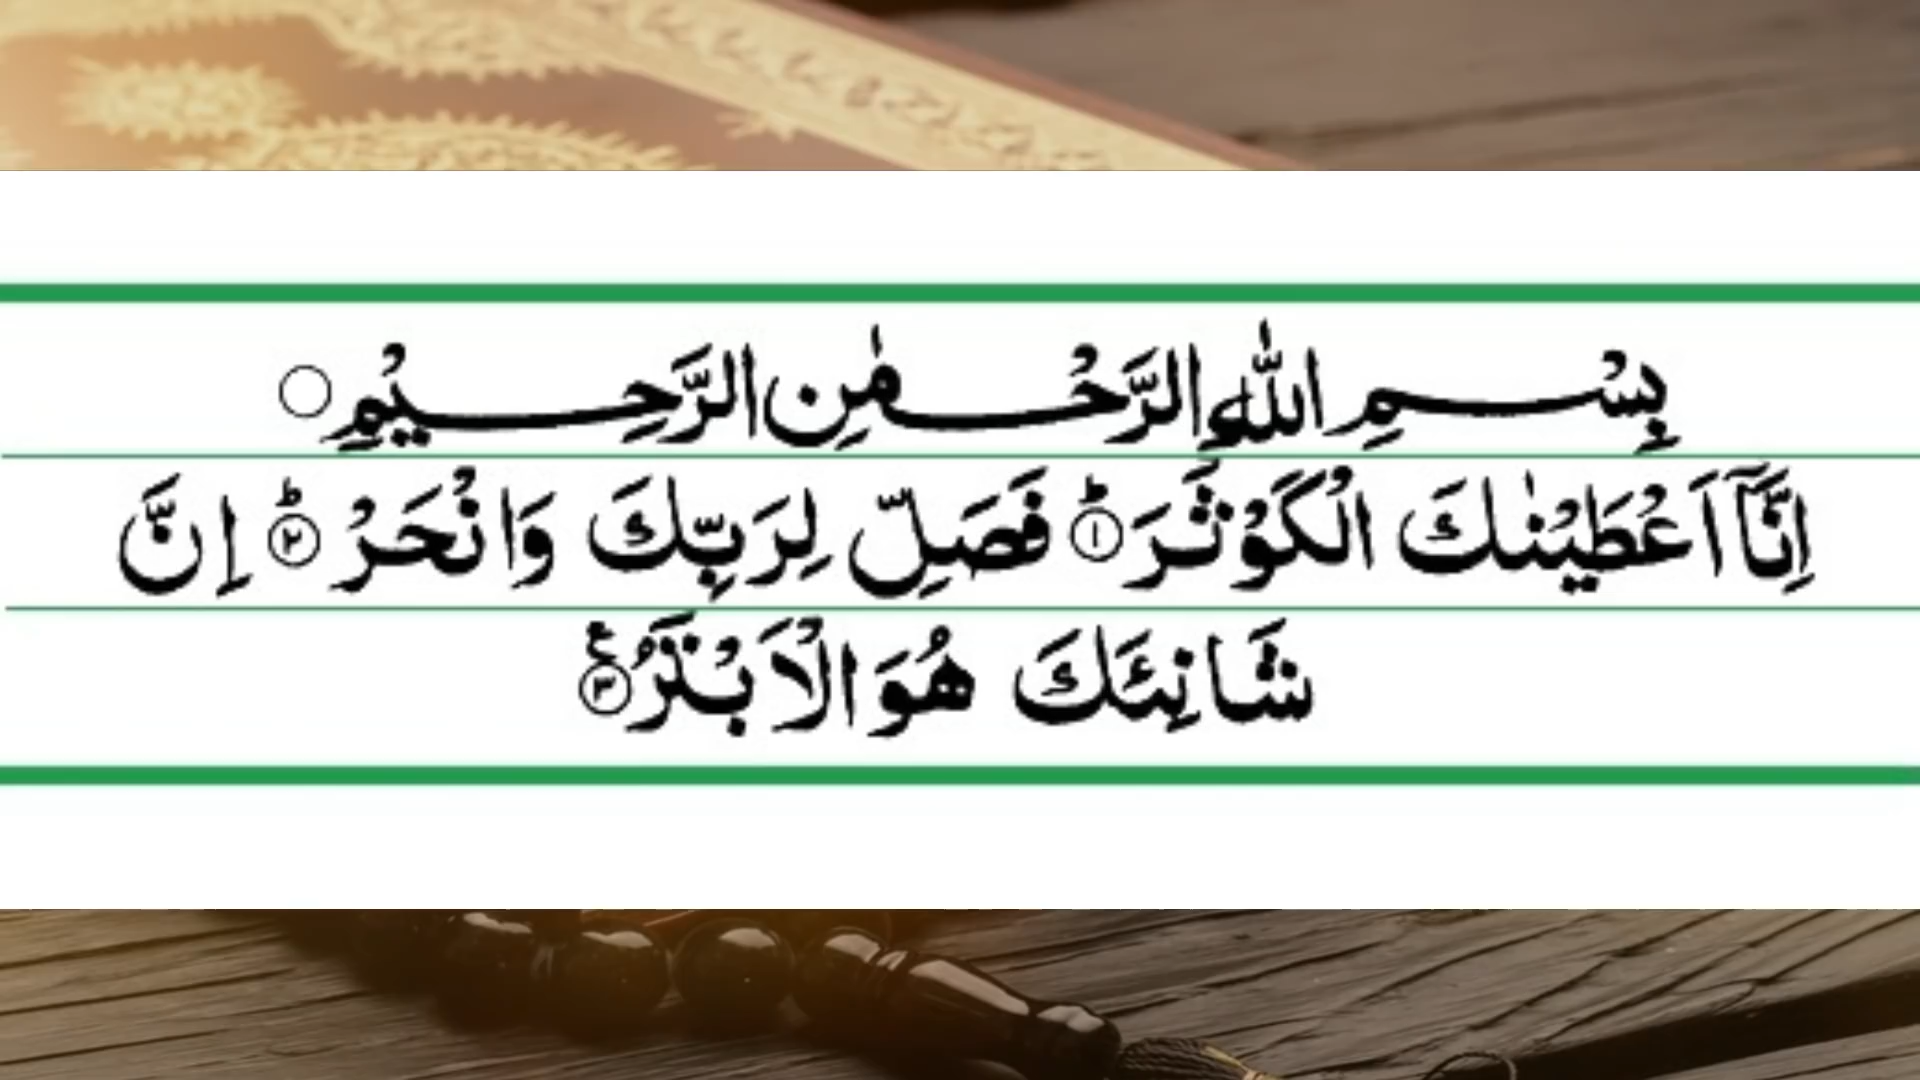 بِسْمِ اللّٰهِ الرَّحْمٰنِ الرَّحِيْمِ ۝
اِنَّاۤ اَعْطَيْنٰكَ الْكَوْثَرَ ؕ‏ ﴿۱﴾ فَصَلِّ لِرَبِّكَ وَانْحَرْ ؕ‏ ﴿۲﴾ اِنَّ
شَانِئَكَ هُوَ الْاَبْتَرُ ﴿۳﴾ ع